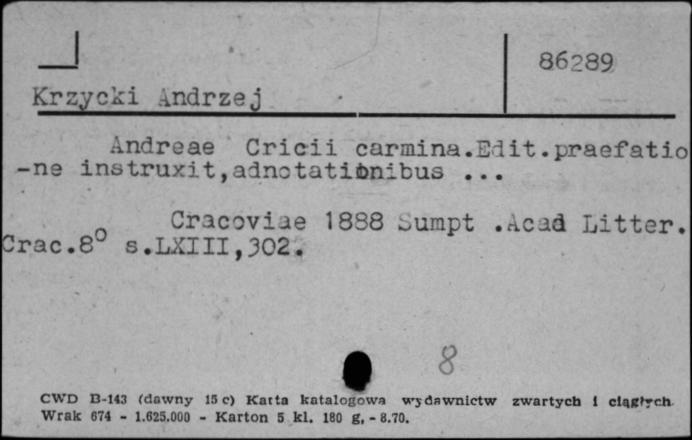 86289
Krzycki Andrzej
Andreae Cricii carmina.Edit.praefatio
-ne instruxit,adnotationibus ...
Cracoviae 1888 Sumpt .Acad Litter.
Crac.8° s.LXIII,302.
8
CWD B-143 (dawny 15 c) Karta katalogowa wydawnictw zwartych i ciągłych
Wrak 674 - 1.625.000 - Karton 5 kl. 180 g. - 8.70.